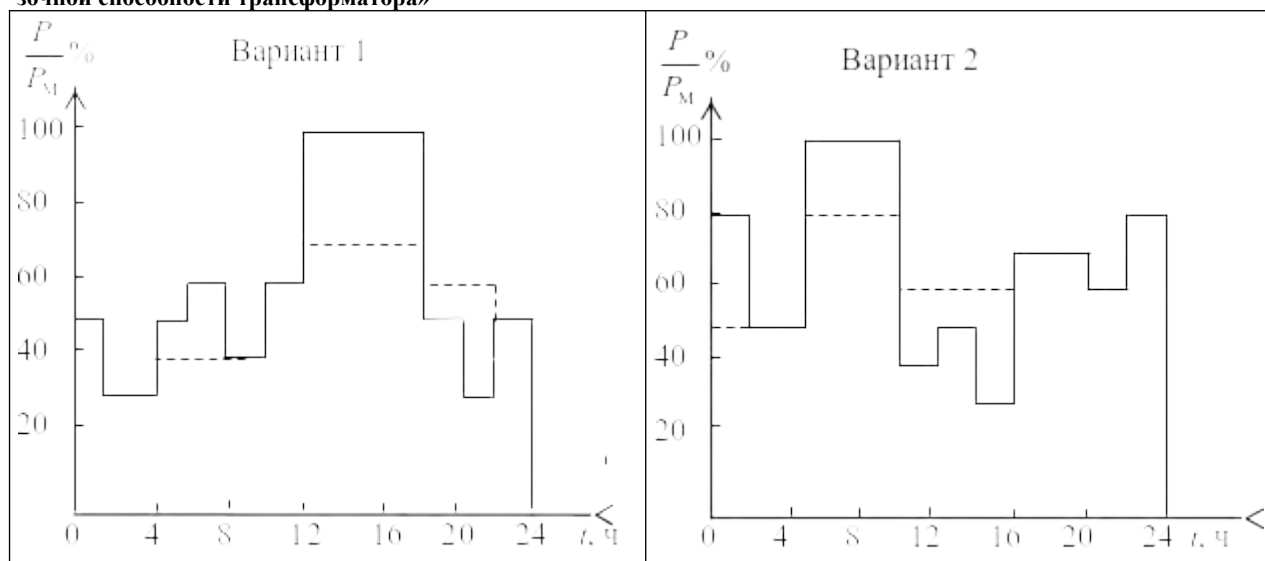 зочной способности трансформатора»
P/Pм %
Вариант 1
100
80
60
40
20
0 4 8 12 16 20 24 t, ч
P/Pм %
Вариант 2
100
80
60
40
20
0 4 8 12 16 20 24 t, ч